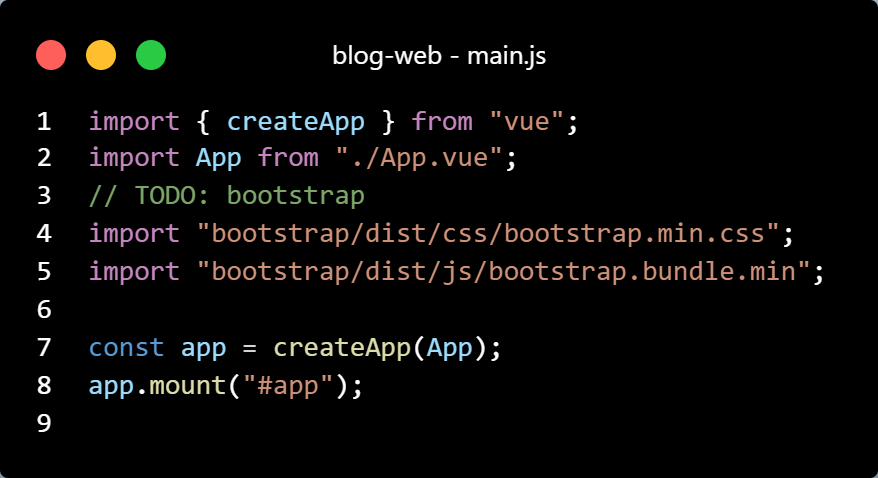 blog-web - main.js
1 import { createApp } from "vue";
2 import App from "./App.vue";
3 // TODO: bootstrap
4 import "bootstrap/dist/css/bootstrap.min.css";
5 import "bootstrap/dist/js/bootstrap.bundle.min";
6
7 const app = createApp(App);
8 app.mount("#app");
9